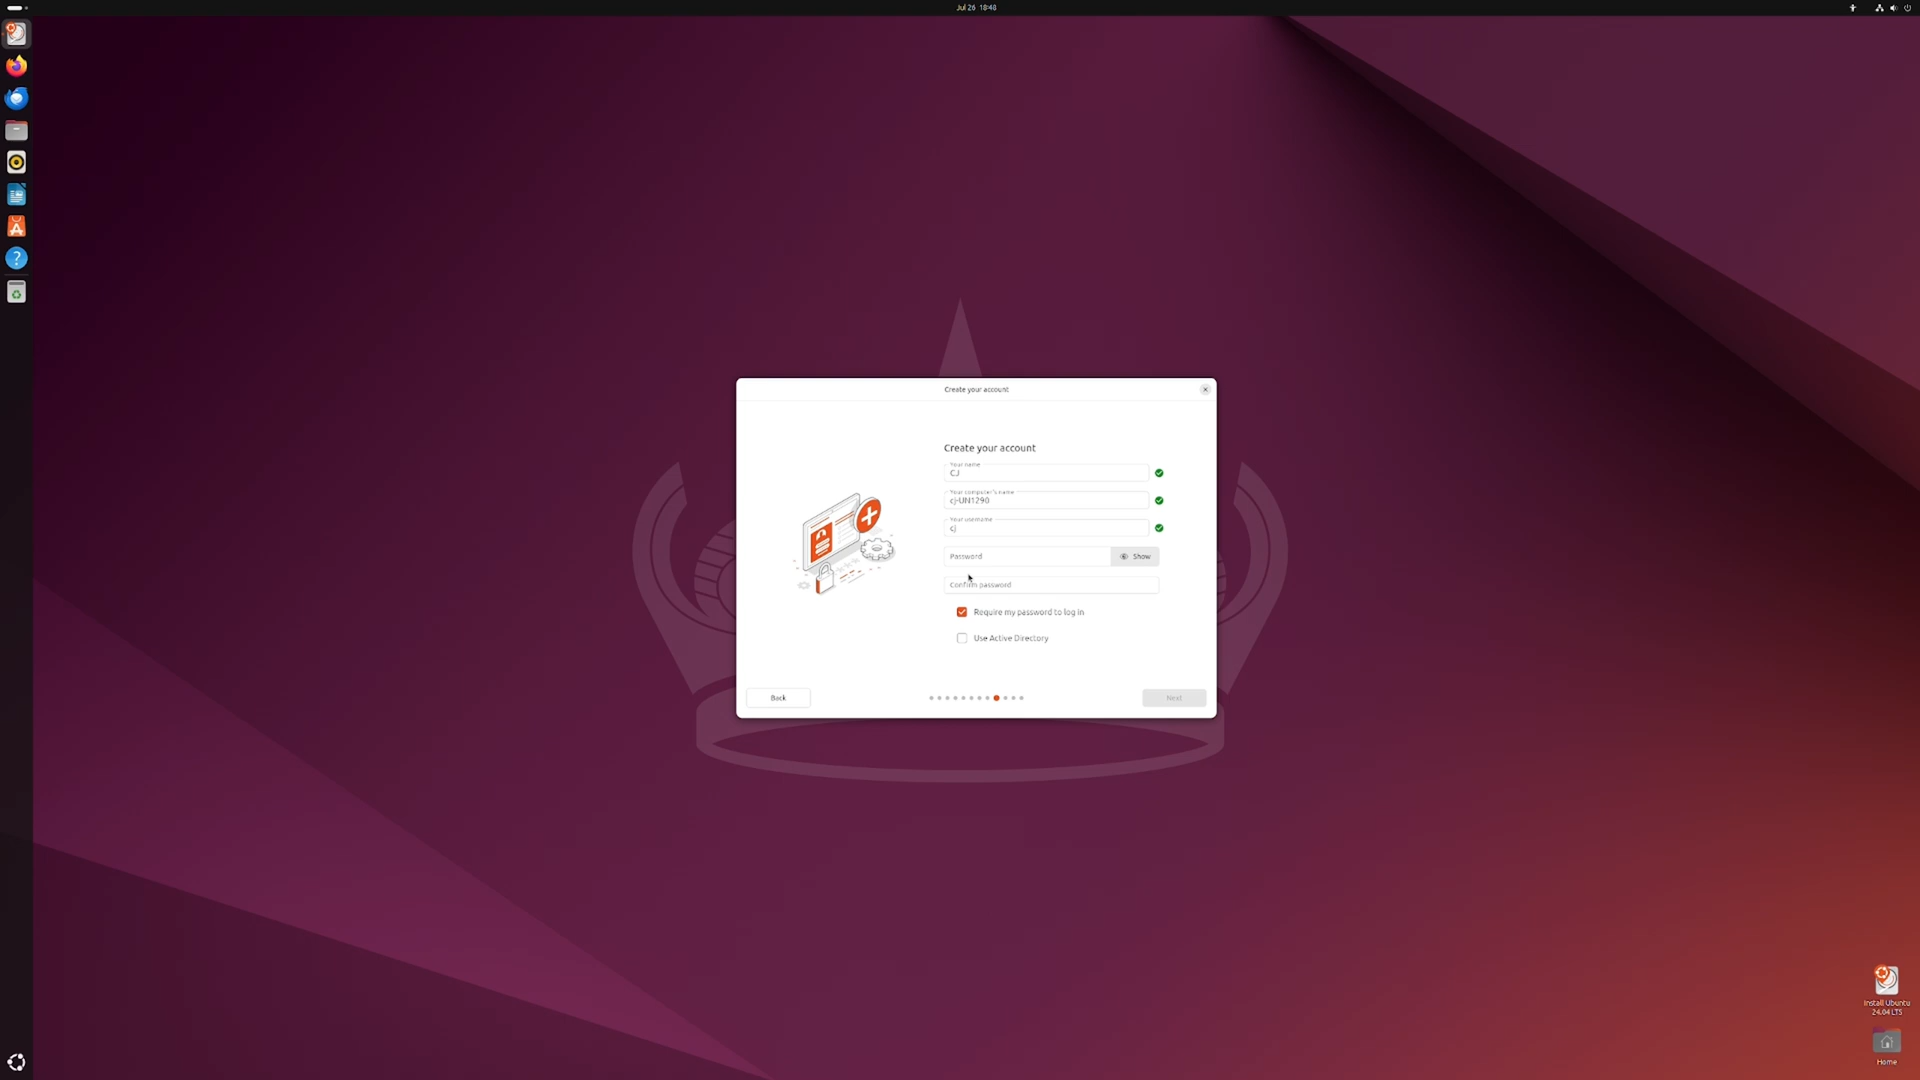 Jul 26 18:48
Create your account
Create your account
Your name
CJ
Your computer's name
cj-UN1290
Your username
cj
Password
Show
Confirm password
Require my password to log in
Use Active Directory
Back
Next
Install Ubuntu
24.04 LTS
Home